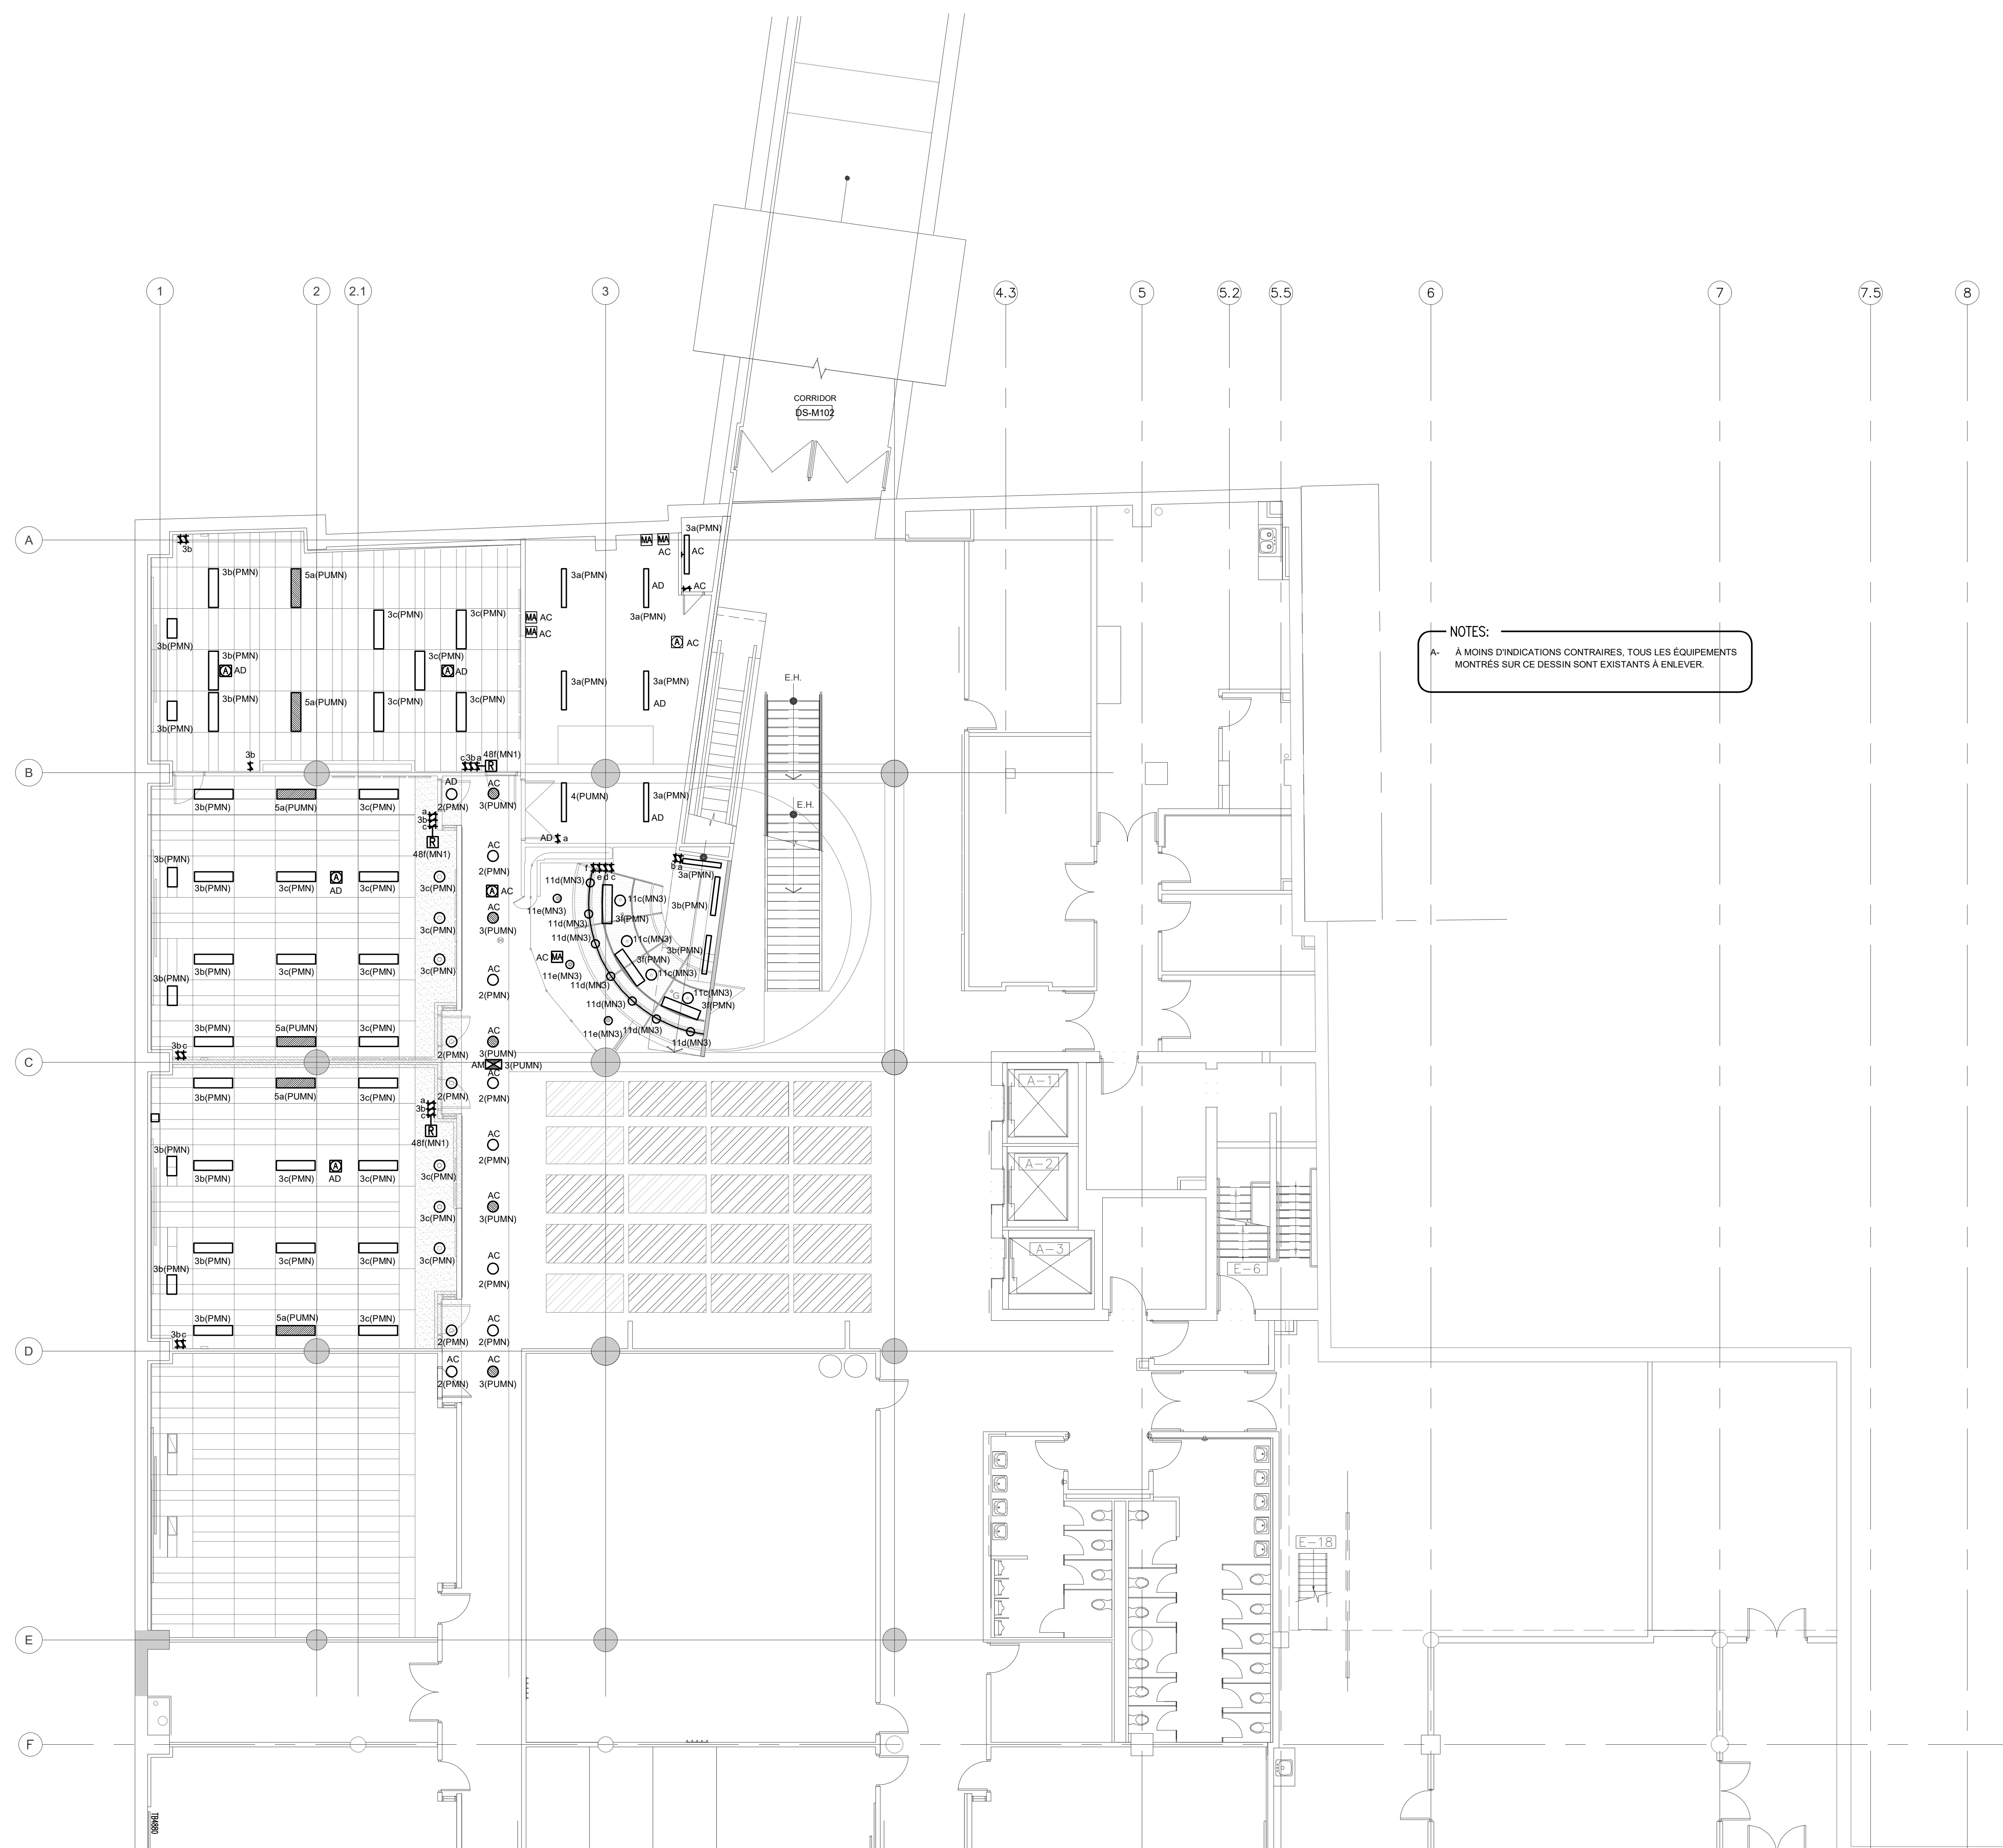 1
2
2.1
3
4.3
5
5.2
5.5
6
7
7.5
8
CORRIDOR
DS-M102
A
3b
3a(PMN)
MA
MA
AC
AC
AC
3b(PMN)
5a(PUMN)
3a(PMN)
AD
3a(PMN)
3c(PMN)
3c(PMN)
MA AC
MA AC
A AC
3b(PMN)
3b(PMN)
A AD
3c(PMN)
A AD
3a(PMN)
3a(PMN)
AD
3b(PMN)
5a(PUMN)
3c(PMN)
3c(PMN)
3b(PMN)
E.H.
NOTES:
A- À MOINS D'INDICATIONS CONTRAIRES, TOUS LES ÉQUIPEMENTS
MONTRÉS SUR CE DESSIN SONT EXISTANTS À ENLEVER.
3b
c3ba
48f(MN1)
R
B
AD
AC
3b(PMN)
5a(PUMN)
3c(PMN)
2(PMN)
3(PUMN)
4(PUMN)
3a(PMN)
AD
E.H.
a
3b
c
R
48f(MN1)
AD a
AC
2(PMN)
3b(PMN)
3b(PMN)
A
AD
3c(PMN)
3c(PMN)
3c(PMN)
A AC
f e d c
b a
3a(PMN)
11d(MN3)
11c(MN3)
11e(MN3)
3f(PMN)
3b(PMN)
11d(MN3)
AC
3(PUMN)
3c(PMN)
11d(MN3)
11c(MN3)
3b(PMN)
AC MA
3f(PMN)
11e(MN3)
11c(MN3)
11d(MN3)
3b(PMN)
3b(PMN)
3c(PMN)
3c(PMN)
3c(PMN)
AC
2(PMN)
11c(MN3)
11d(MN3)
G
3f(PMN)
11e(MN3)
11d(MN3)
11d(MN3)
3b(PMN)
5a(PUMN)
3c(PMN)
2(PMN)
AC
3(PUMN)
3bc
C
AM 3(PUMN)
AC
3b(PMN)
5a(PUMN)
3c(PMN)
2(PMN)
2(PMN)
A-1
a
3b
c
R
48f(MN1)
AC
2(PMN)
3b(PMN)
3b(PMN)
3c(PMN)
A
AD
3c(PMN)
3c(PMN)
A-2
AC
3(PUMN)
3c(PMN)
3b(PMN)
3b(PMN)
3c(PMN)
3c(PMN)
3c(PMN)
AC
2(PMN)
A-3
E-6
3b(PMN)
5a(PUMN)
3c(PMN)
2(PMN)
AC
2(PMN)
3bc
D
AC
2(PMN)
AC
3(PUMN)
E-18
E
F
TB4880